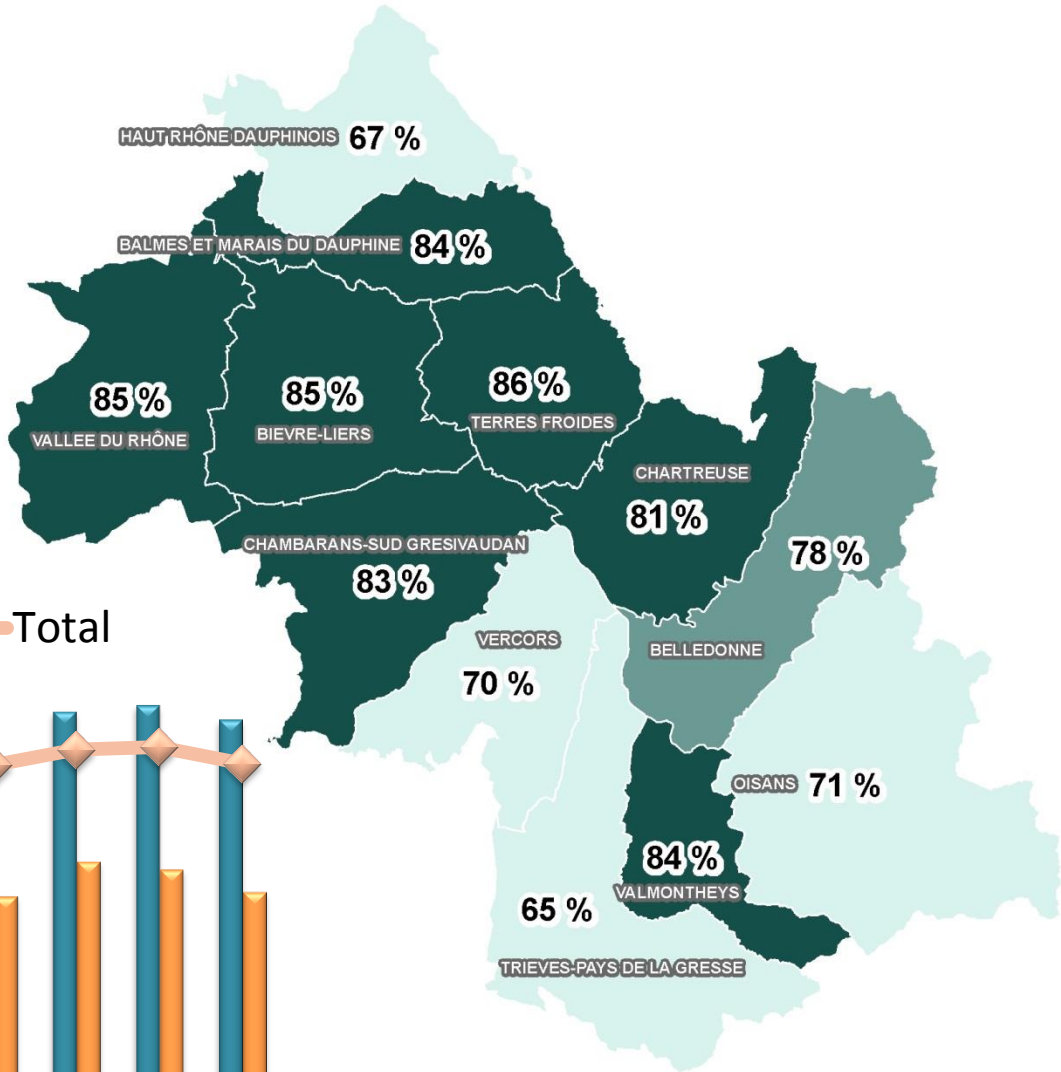 HAUT RHÔNE DAUPHINOIS 67 %
BALMES ET MARAIS DU DAUPHINE 84 %
85 %
VALLEE DU RHÔNE
85 %
BIEVRE-LIERS
86 %
TERRES FROIDES
CHARTREUSE
81 %
78 %
BELLEDONNE
CHAMBARANS-SUD GRESIVAUDAN
83 %
Total
VERCORS
70 %
OISANS 71 %
84 %
VALMONTHEYS
65 %
TRIEVES-PAYS DE LA GRESSE